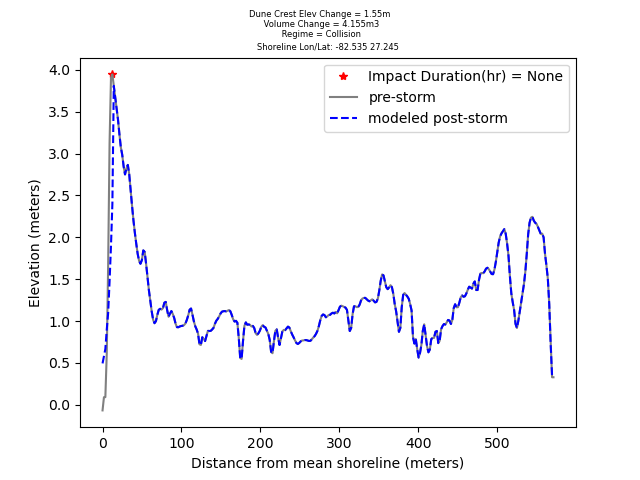 Dune Crest Elev Change = 1.55m
Volume Change = 4.155m3
Regime = Collision
Shoreline Lon/Lat: -82.535 27.245
Impact Duration(hr) = None
pre-storm
modeled post-storm
Elevation (meters)
4.0
3.5
3.0
2.5
2.0
1.5
1.0
0.5
0.0
0 100 200 300 400 500
Distance from mean shoreline (meters)